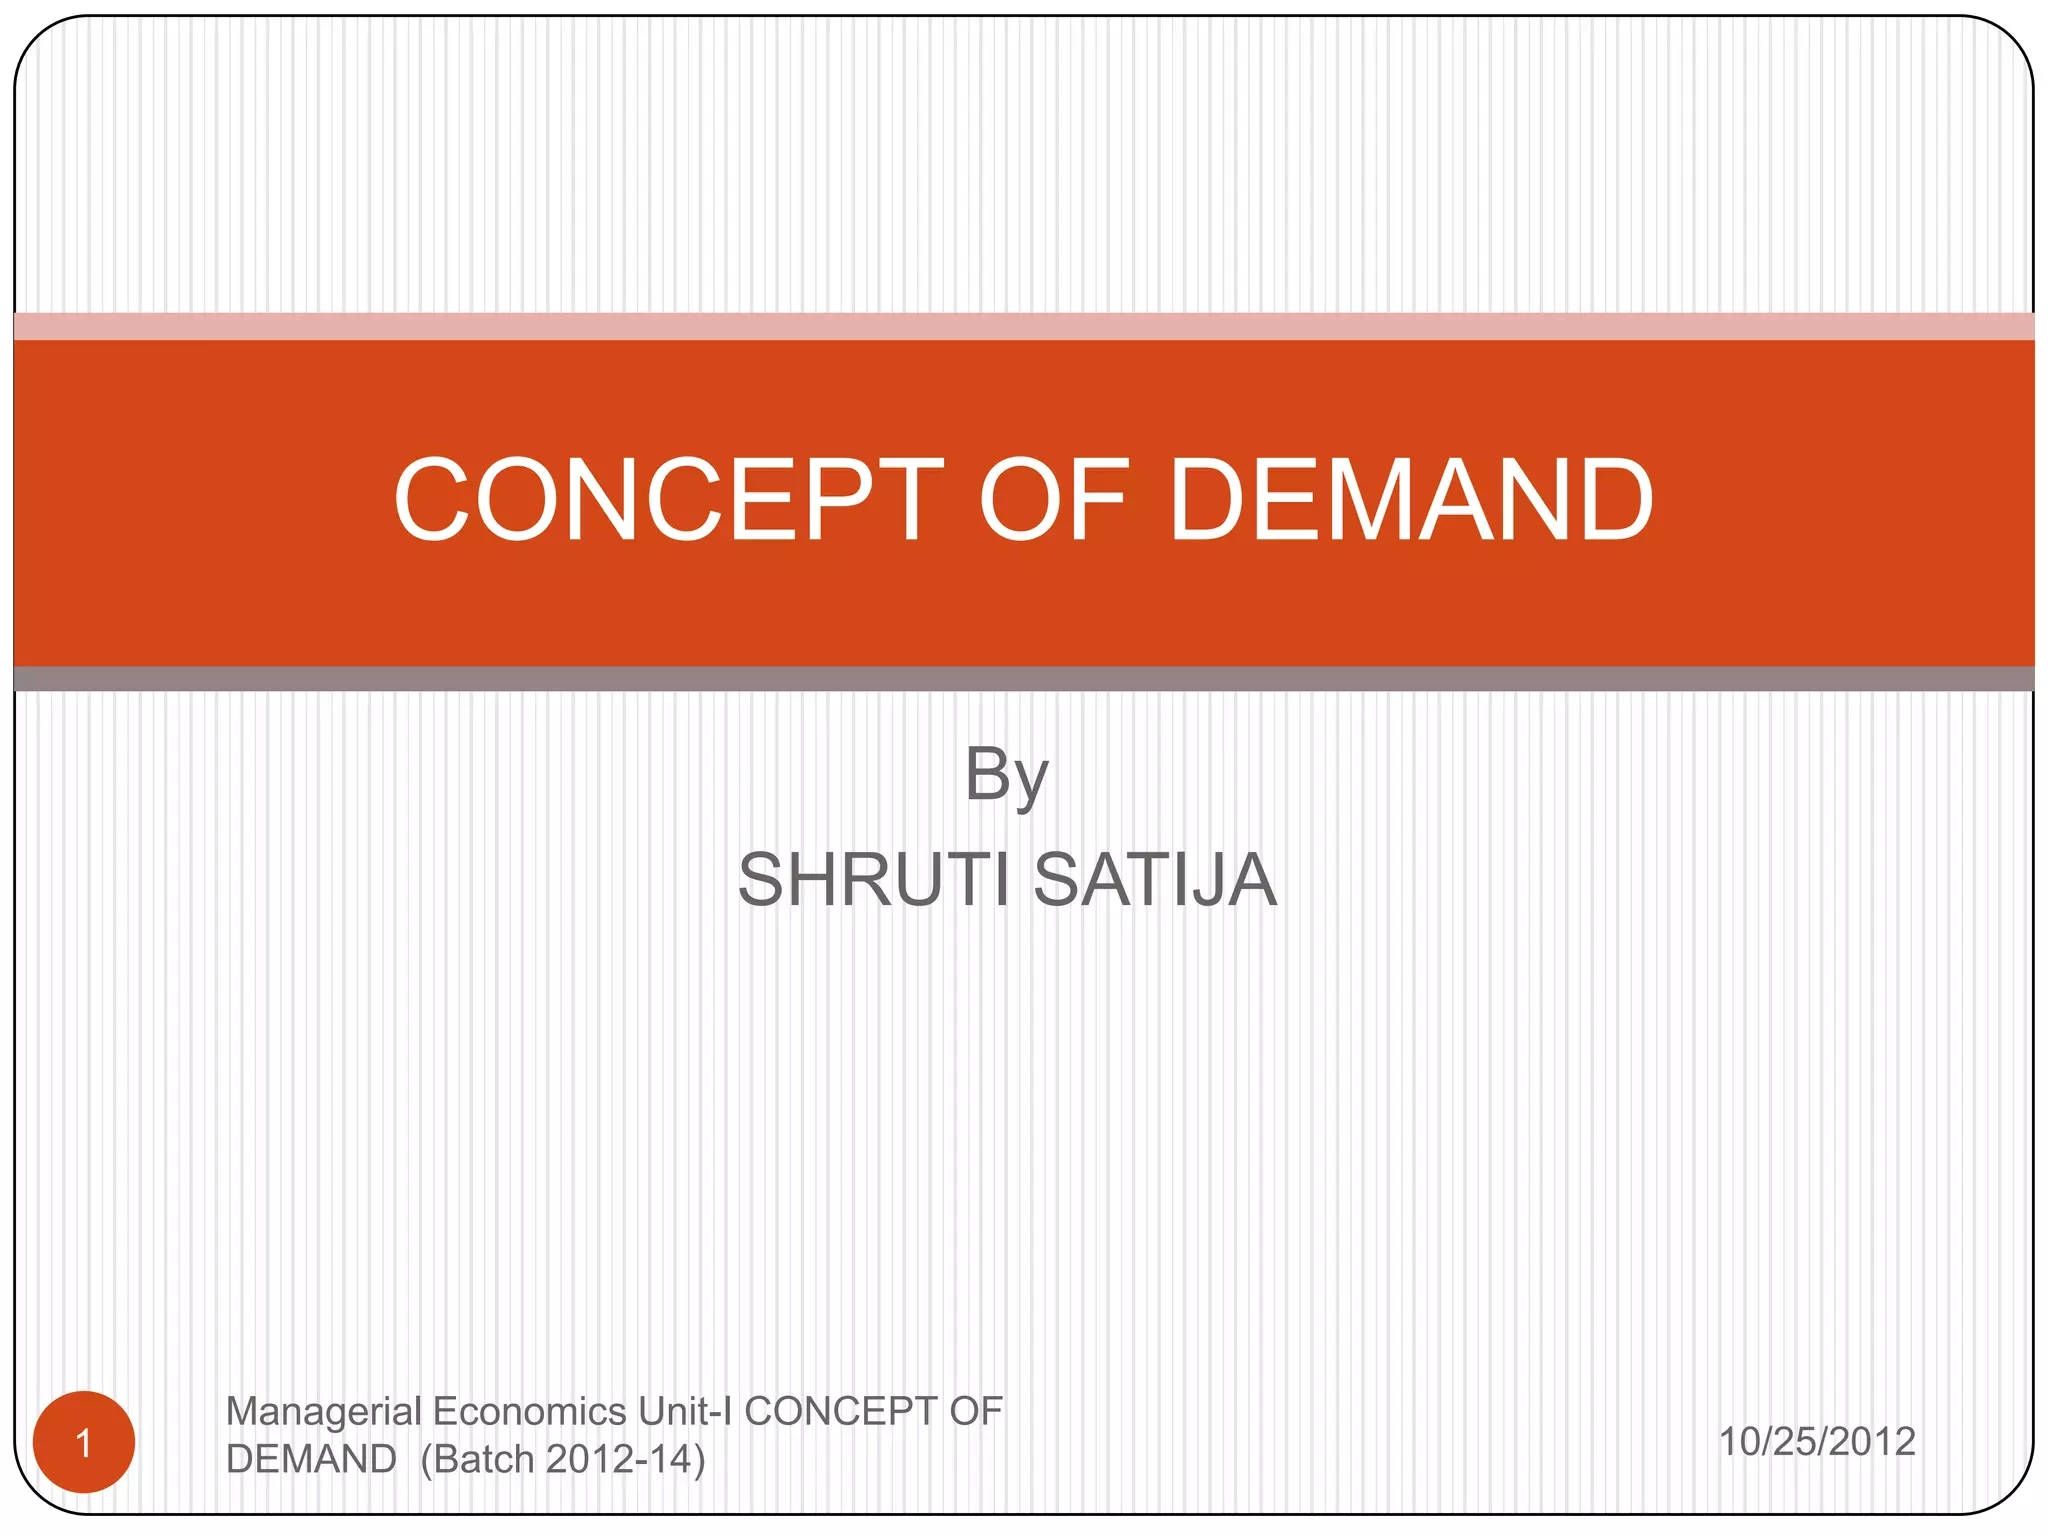 CONCEPT OF DEMAND
By
SHRUTI SATIJA
1
Managerial Economics Unit-I CONCEPT OF
DEMAND  (Batch 2012-14)
10/25/2012